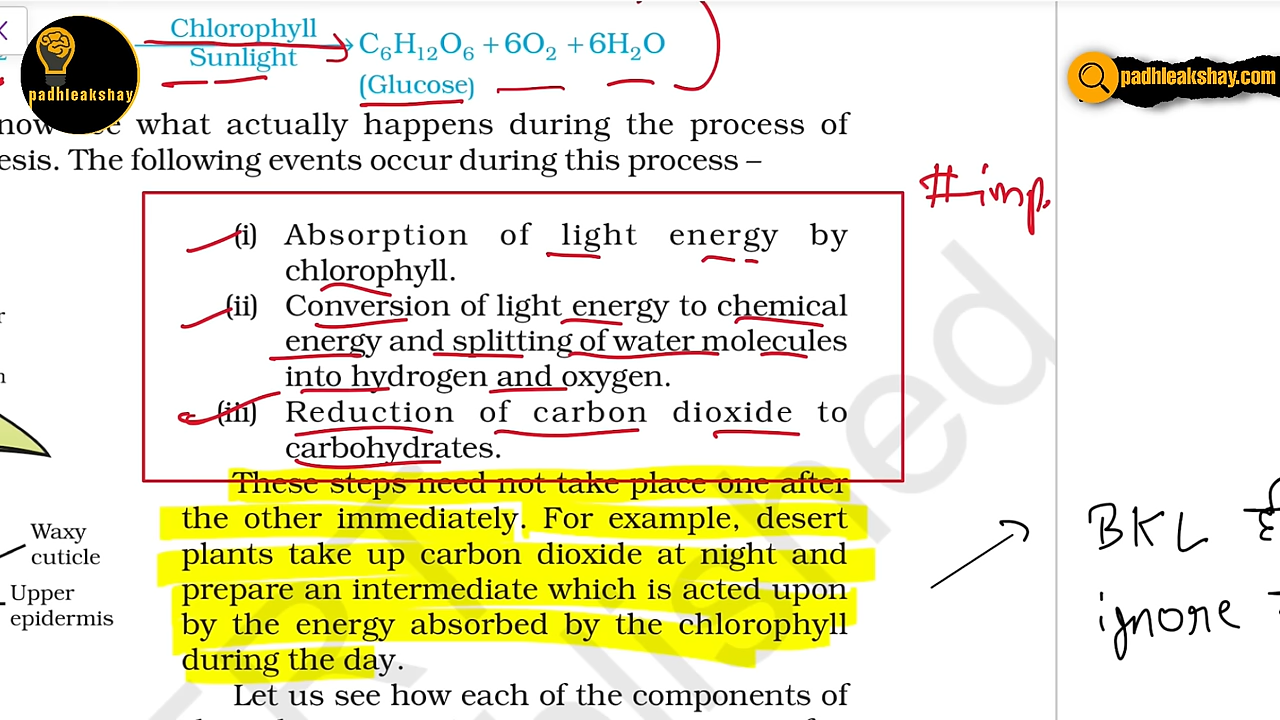 Chlorophyll
Sunlight
C6H12O6 + 6O2 + 6H2O
(Glucose)
padhleakshay
padhleakshay.com
now what actually happens during the process of
esis. The following events occur during this process –
#imp.
(i) Absorption of light energy by
chlorophyll.
(ii) Conversion of light energy to chemical
energy and splitting of water molecules
into hydrogen and oxygen.
(iii) Reduction of carbon dioxide to
carbohydrates.
These steps need not take place one after
the other immediately. For example, desert
plants take up carbon dioxide at night and
prepare an intermediate which is acted upon
by the energy absorbed by the chlorophyll
during the day.
Let us see how each of the components of
Waxy
cuticle
Upper
epidermis
BKL
ignore